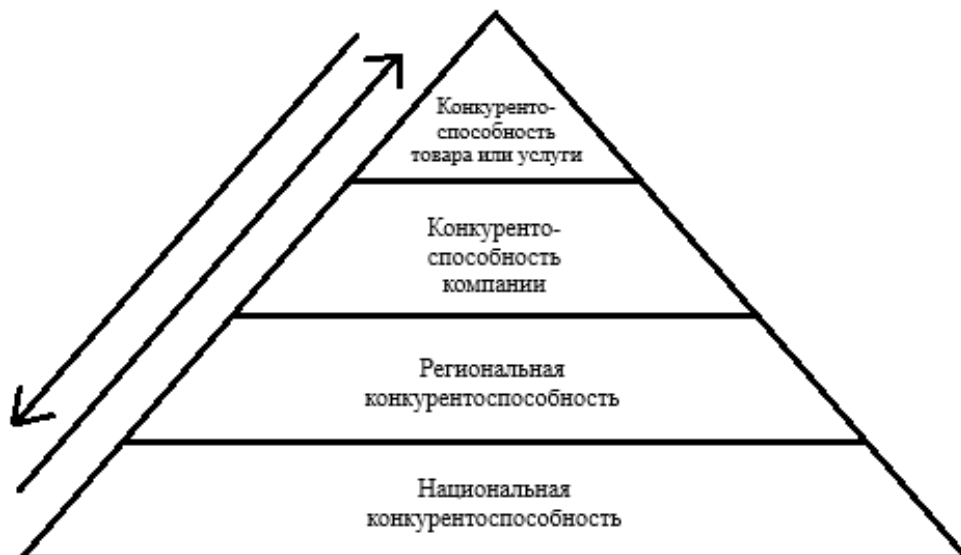 Конкуренто-
способность
товара или услуги
Конкуренто-
способность
компании
Региональная
конкурентоспособность
Национальная
конкурентоспособность